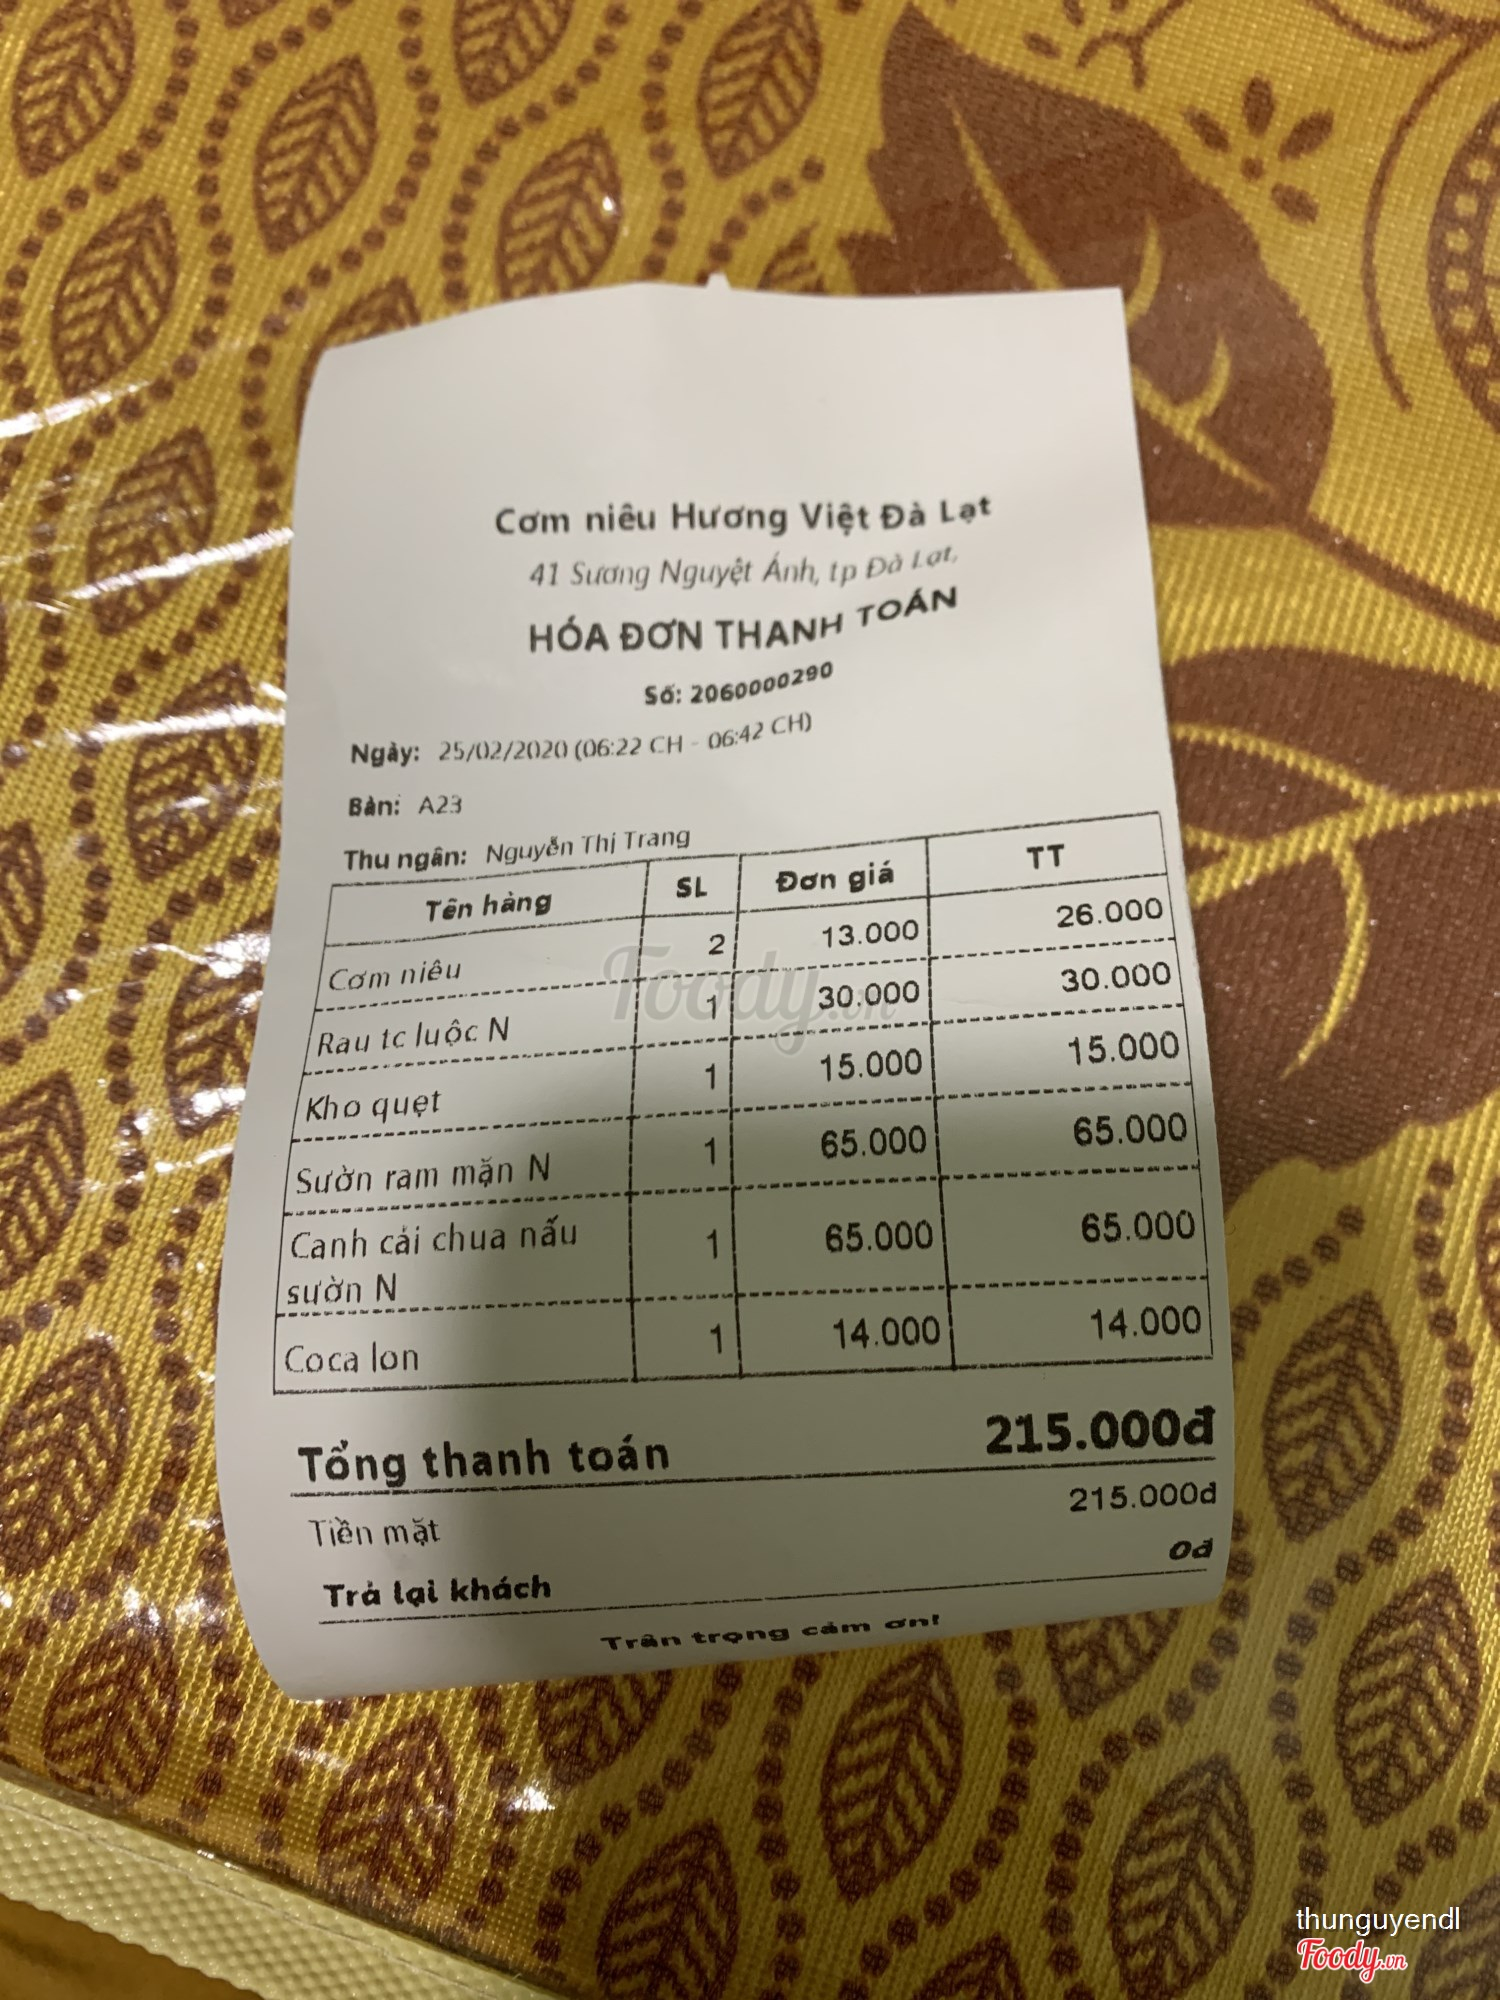 Cơm niêu Hương Việt Đà Lạt
41 Sương Nguyệt Ánh, tp Đà Lạt,
HÓA ĐƠN THANH TOÁN
Số: 2060000290
Ngày: 25/02/2020 (06:22 CH - 06:42 CH)
Bàn: A23
Thu ngân: Nguyễn Thị Trang
Tên hàng SL Đơn giá TT
Cơm niêu 2 13.000 26.000
Rau tc luộc N 1 30.000 30.000
Kho quẹt 1 15.000 15.000
Sườn ram mặn N 1 65.000 65.000
Canh cải chua nấu
sườn N 1 65.000 65.000
Coca lon 1 14.000 14.000
Tổng thanh toán 215.000đ
Tiền mặt 215.000đ
Trả lại khách 0đ
Trân trọng cảm ơn!
Foody.vn
thunguyendl
Foody.vn